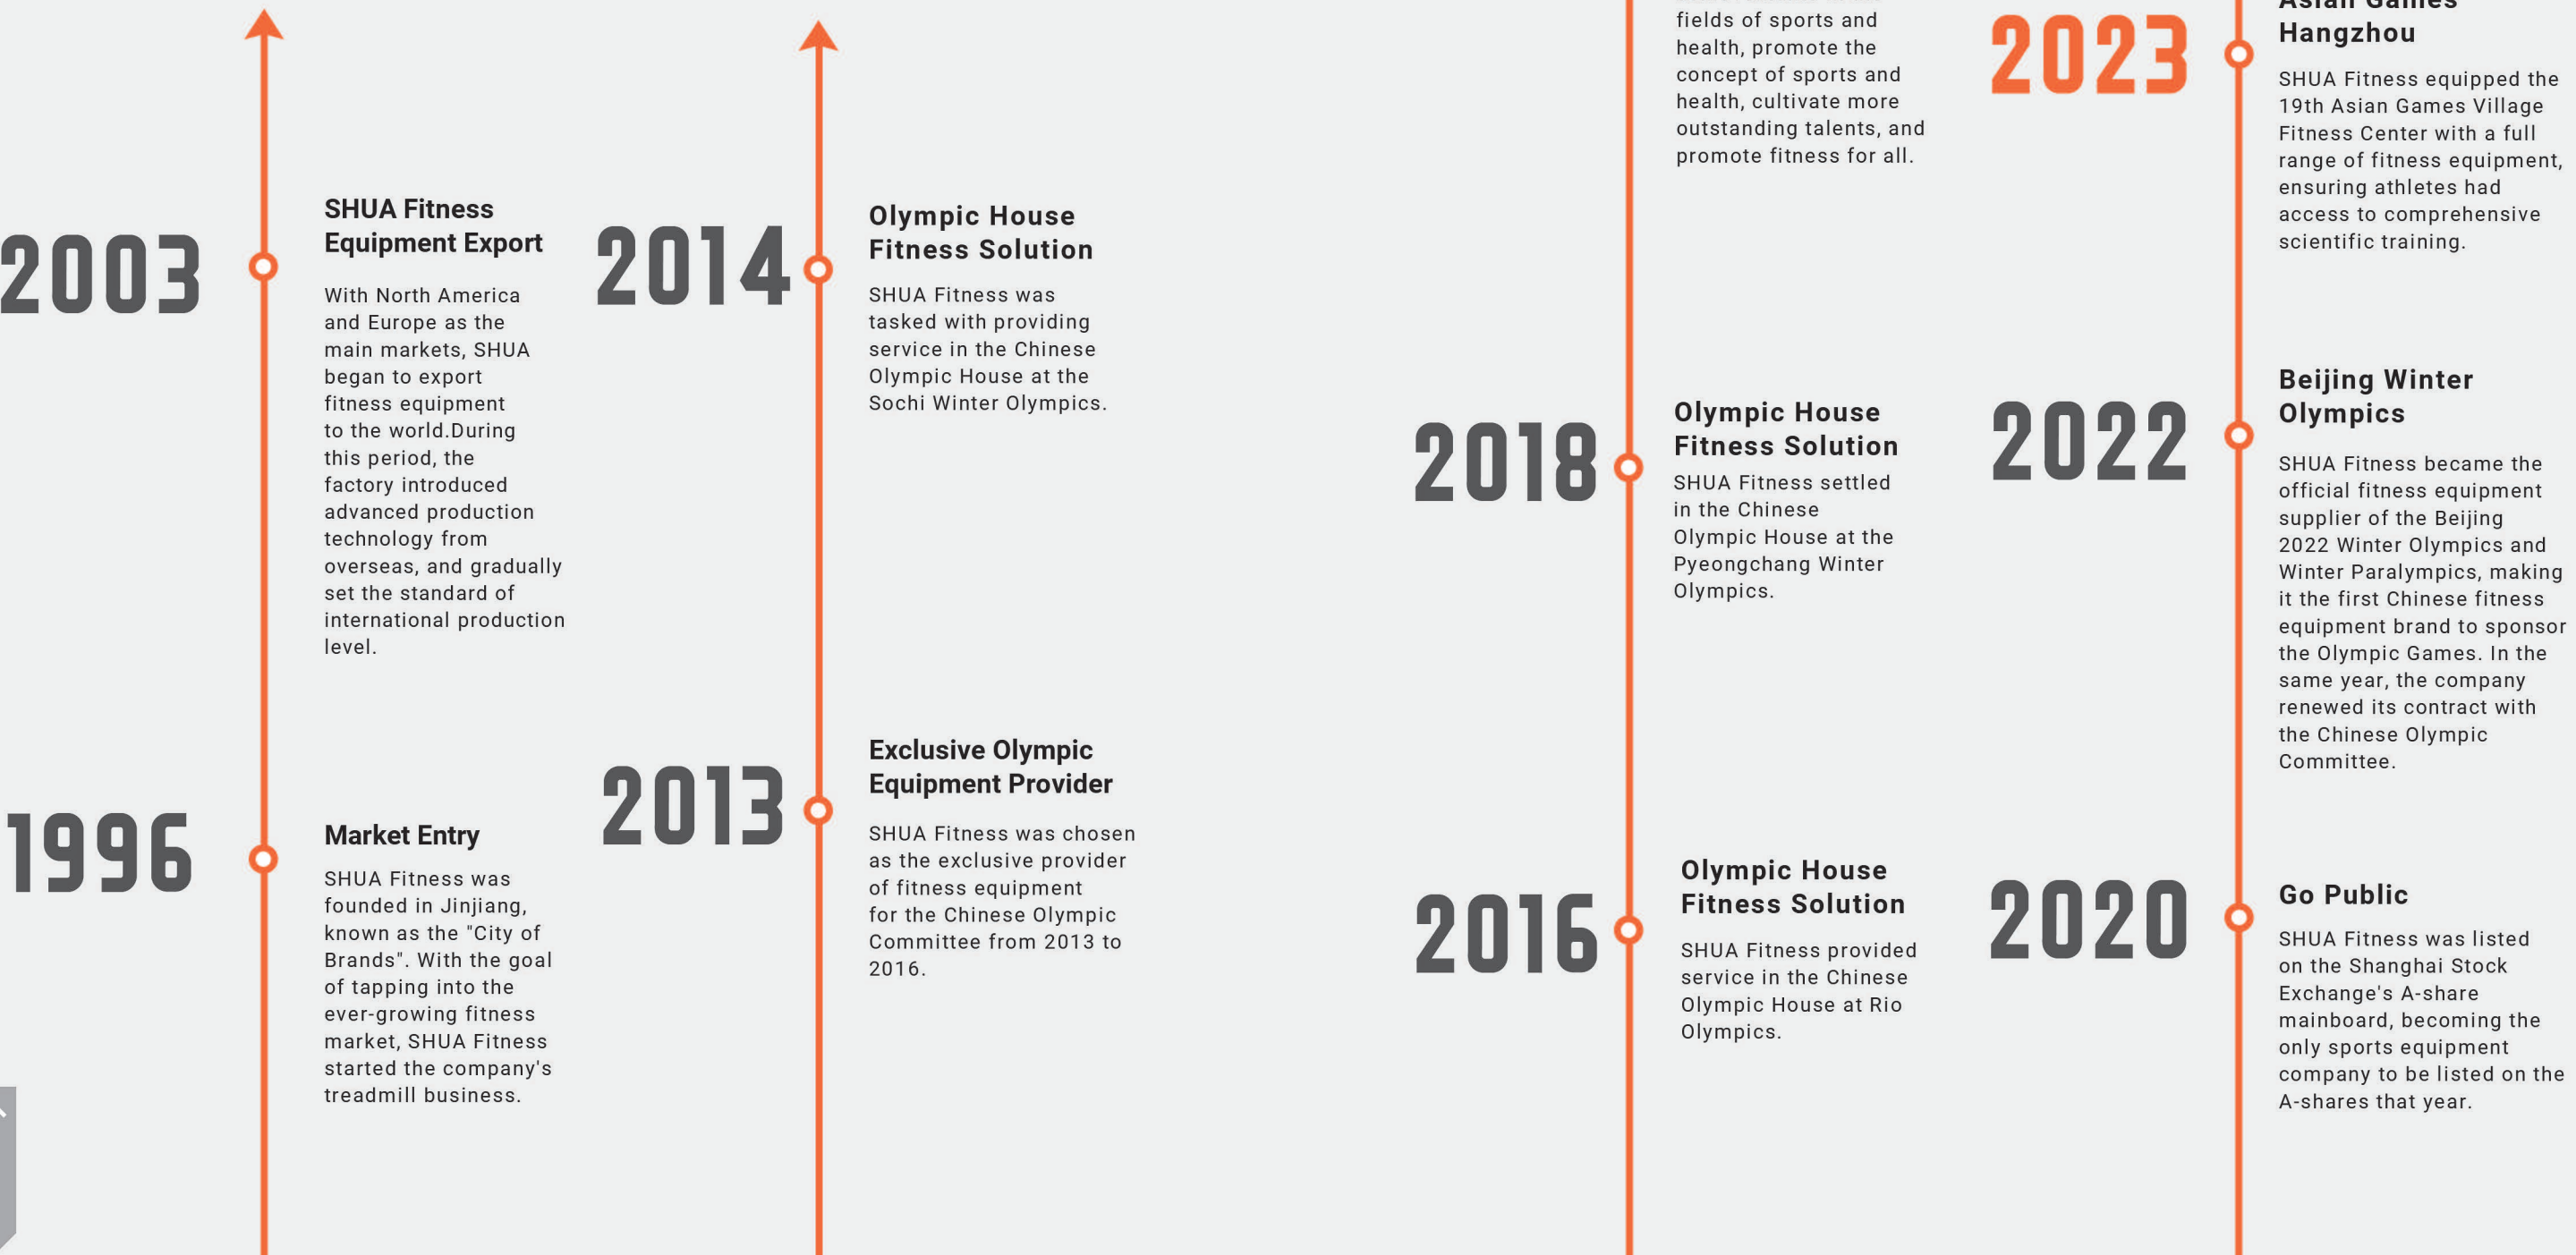 2003
SHUA Fitness
Equipment Export
With North America
and Europe as the
main markets, SHUA
began to export
fitness equipment
to the world.During
this period, the
factory introduced
advanced production
technology from
overseas, and gradually
set the standard of
international production
level.
1996
Market Entry
SHUA Fitness was
founded in Jinjiang,
known as the "City of
Brands". With the goal
of tapping into the
ever-growing fitness
market, SHUA Fitness
started the company's
treadmill business.
2014
Olympic House
Fitness Solution
SHUA Fitness was
tasked with providing
service in the Chinese
Olympic House at the
Sochi Winter Olympics.
2013
Exclusive Olympic
Equipment Provider
SHUA Fitness was chosen
as the exclusive provider
of fitness equipment
for the Chinese Olympic
Committee from 2013 to
2016.
fields of sports and
health, promote the
concept of sports and
health, cultivate more
outstanding talents, and
promote fitness for all.
2018
Olympic House
Fitness Solution
SHUA Fitness settled
in the Chinese
Olympic House at the
Pyeongchang Winter
Olympics.
2016
Olympic House
Fitness Solution
SHUA Fitness provided
service in the Chinese
Olympic House at Rio
Olympics.
2023
Asian Games
Hangzhou
SHUA Fitness equipped the
19th Asian Games Village
Fitness Center with a full
range of fitness equipment,
ensuring athletes had
access to comprehensive
scientific training.
2022
Beijing Winter
Olympics
SHUA Fitness became the
official fitness equipment
supplier of the Beijing
2022 Winter Olympics and
Winter Paralympics, making
it the first Chinese fitness
equipment brand to sponsor
the Olympic Games. In the
same year, the company
renewed its contract with
the Chinese Olympic
Committee.
2020
Go Public
SHUA Fitness was listed
on the Shanghai Stock
Exchange's A-share
mainboard, becoming the
only sports equipment
company to be listed on the
A-shares that year.